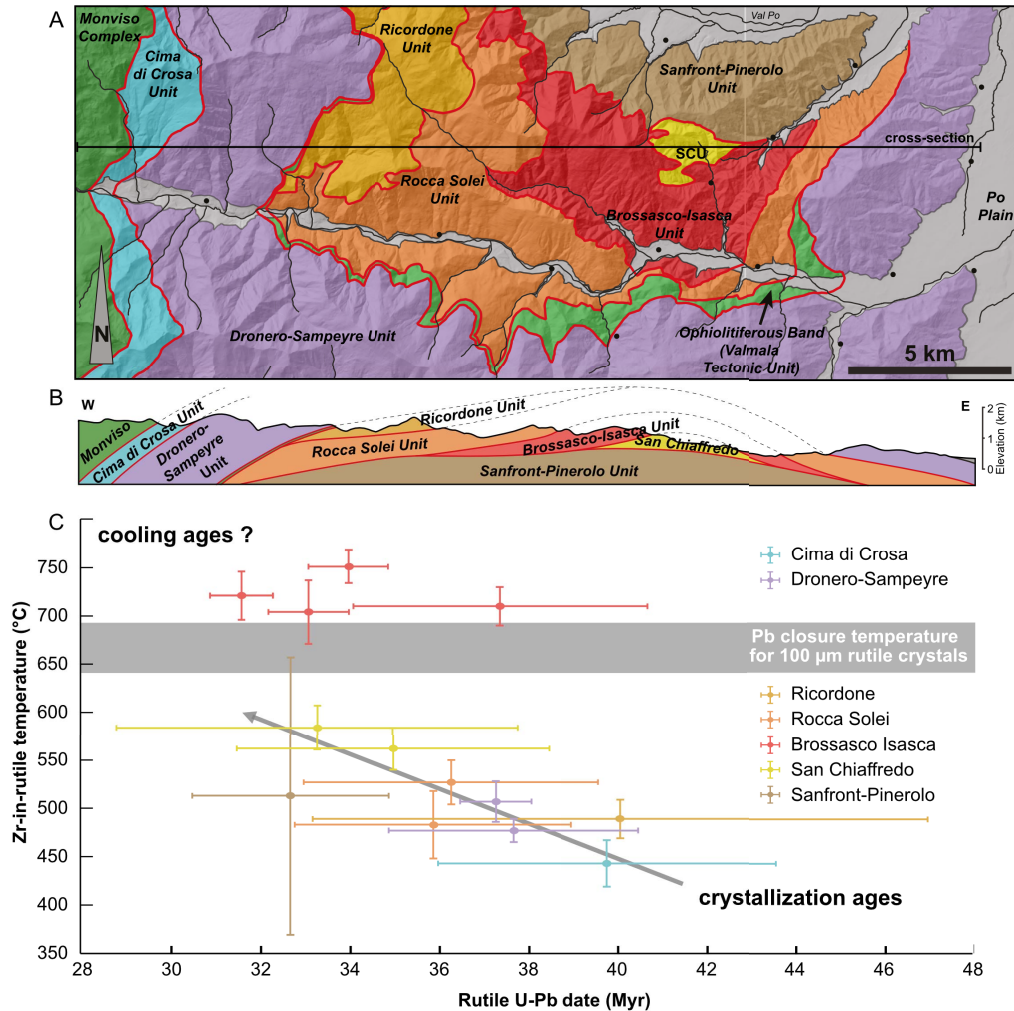 A
Monviso
Complex
Cima
di Crosa
Unit
Ricordone
Unit
Val Po
Sanfront-Pinerolo
Unit
cross-section
SCU
Rocca Solei
Unit
Brossasco-Isasca
Unit
Po
Plain
N
Dronero-Sampeyre Unit
Ophiolitiferous Band
(Valmala
Tectonic Unit)
5 km
B
W
E
Monviso
Cima di Crosa Unit
Dronero-
Sampeyre
Unit
Ricordone Unit
Rocca Solei Unit
Brossasco-Isasca Unit
San Chiaffredo
Sanfront-Pinerolo Unit
2
1
0
Elevation (km)
C
cooling ages ?
Cima di Crosa
Dronero-Sampeyre
Pb closure temperature
for 100 µm rutile crystals
Ricordone
Rocca Solei
Brossasco Isasca
San Chiaffredo
Sanfront-Pinerolo
crystallization ages
Zr-in-rutile temperature (°C)
750
700
650
600
550
500
450
400
350
28 30 32 34 36 38 40 42 44 46 48
Rutile U-Pb date (Myr)